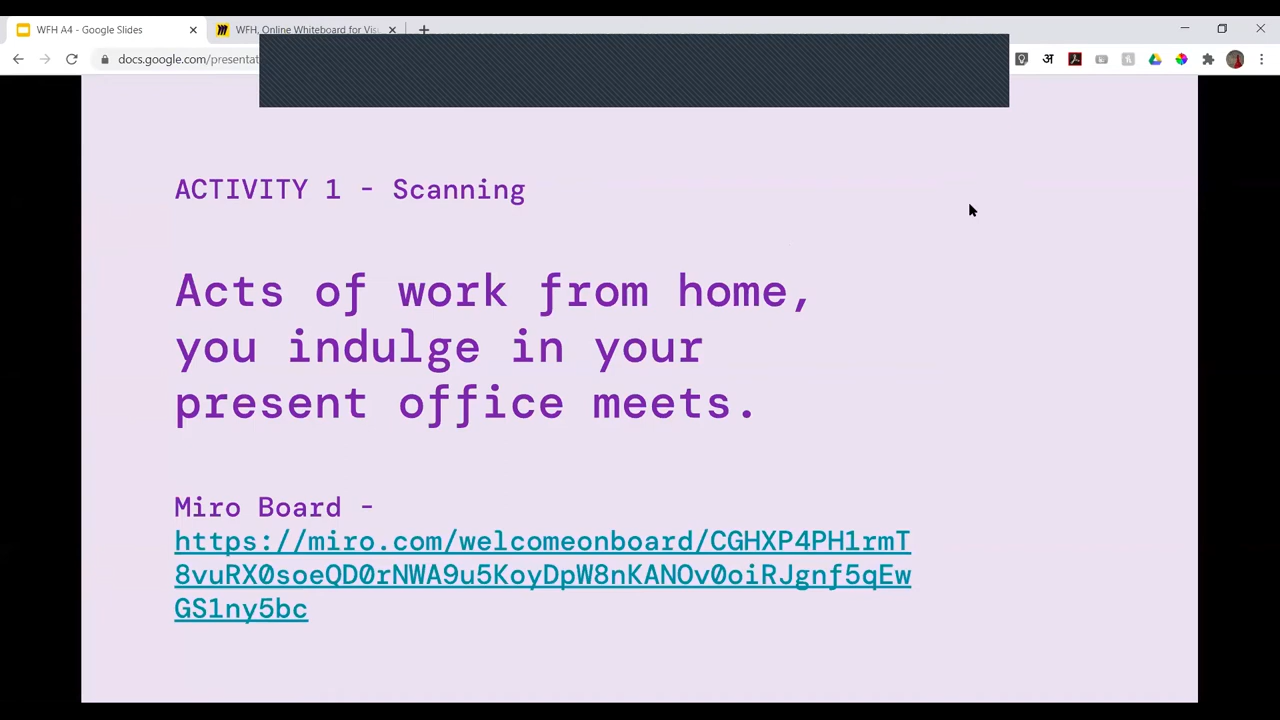 WFH A4 - Google Slides
WFH, Online Whiteboard for Vis
docs.google.com/presentat
अ
ACTIVITY 1 - Scanning
Acts of work from home,
you indulge in your
present office meets.
Miro Board -
https://miro.com/welcomeonboard/CGHXP4PH1rmT
8vuRX0soeQD0rNWA9u5KoyDpW8nKANOv0oiRJgnf5qEw
GS1ny5bc